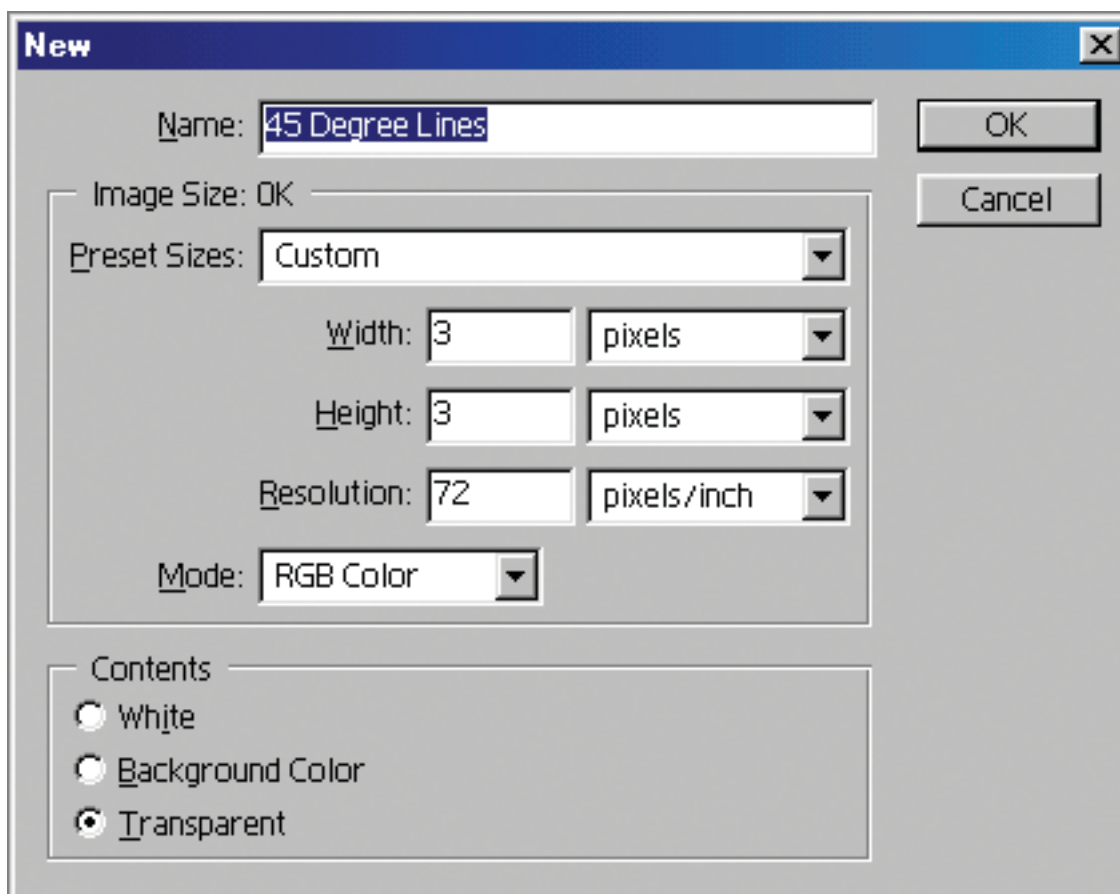 New
Name: 45 Degree Lines
OK
Image Size: 0K
Cancel
Preset Sizes: Custom
Width: 3 pixels
Height: 3 pixels
Resolution: 72 pixels/inch
Mode: RGB Color
Contents
White
Background Color
Transparent